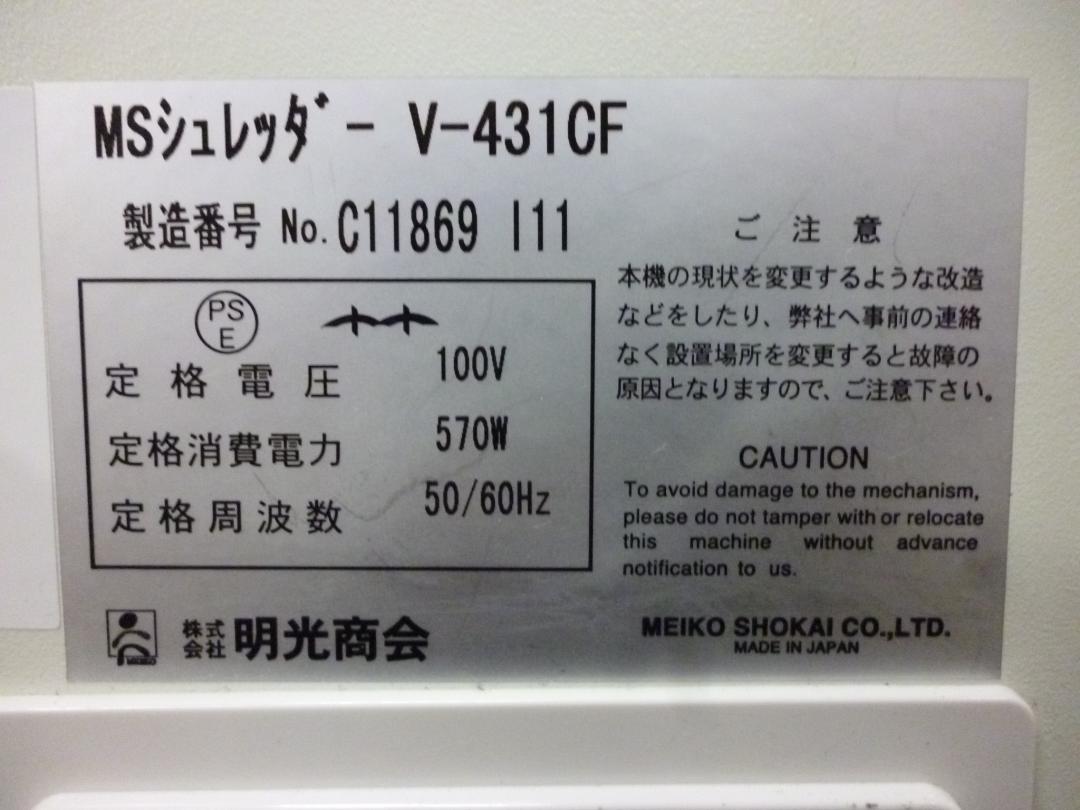 MSｼｭﾚｯﾀﾞｰ V-431CF
製造番号 No. C11869 I11
PS
E
定格電圧 100V
定格消費電力 570W
定格周波数 50/60Hz
ご注意
本機の現状を変更するような改造
などをしたり、弊社へ事前の連絡
なく設置場所を変更すると故障の
原因となりますので、ご注意下さい。
CAUTION
To avoid damage to the mechanism,
please do not tamper with or relocate
this machine without advance
notification to us.
MEIKO
株式会社 明光商会
MEIKO SHOKAI CO.,LTD.
MADE IN JAPAN